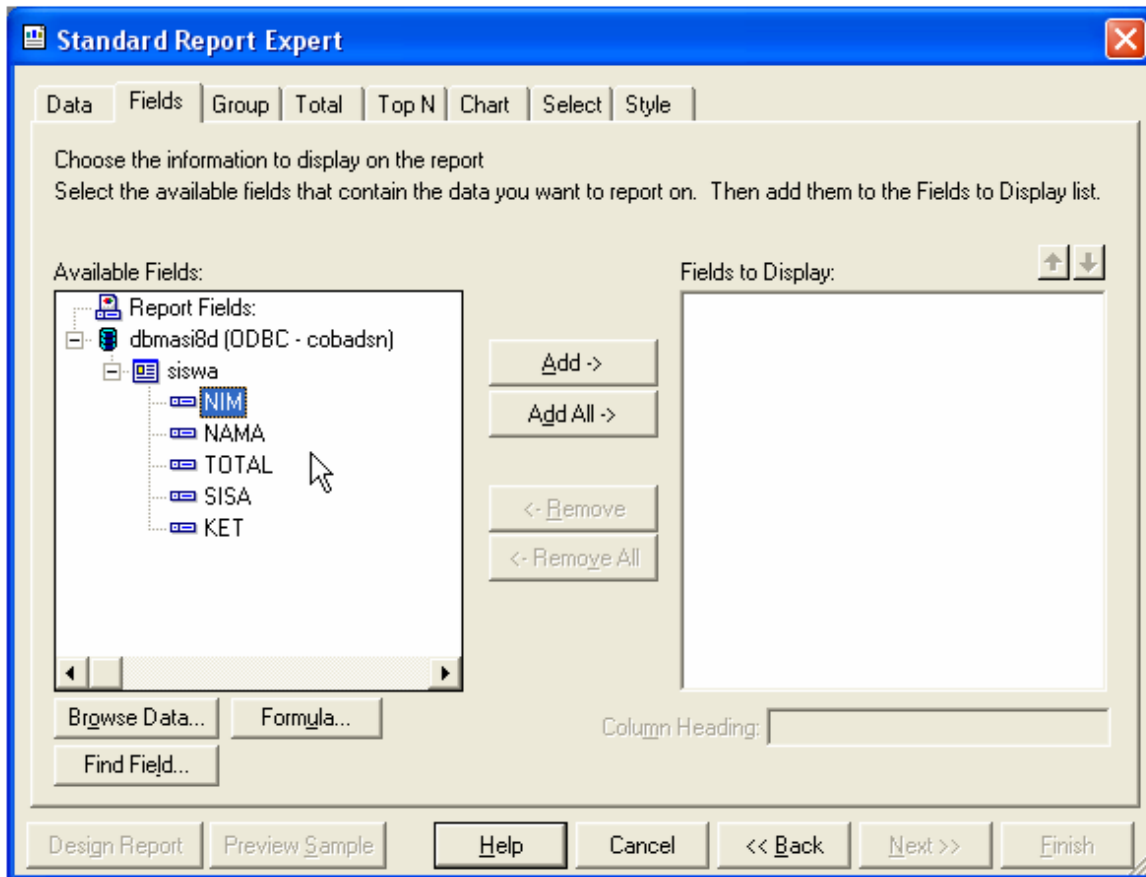 Standard Report Expert
Data Fields Group Total Top N Chart Select Style
Choose the information to display on the report
Select the available fields that contain the data you want to report on. Then add them to the Fields to Display list.
Available Fields:
Report Fields:
dbmasi8d (ODBC - cobadsn)
siswa
NIM
NAMA
TOTAL
SISA
KET
Add ->
Add All ->
<- Remove
<- Remove All
Fields to Display:
Browse Data... Formula...
Find Field...
Column Heading:
Design Report Preview Sample Help Cancel << Back Next >> Finish